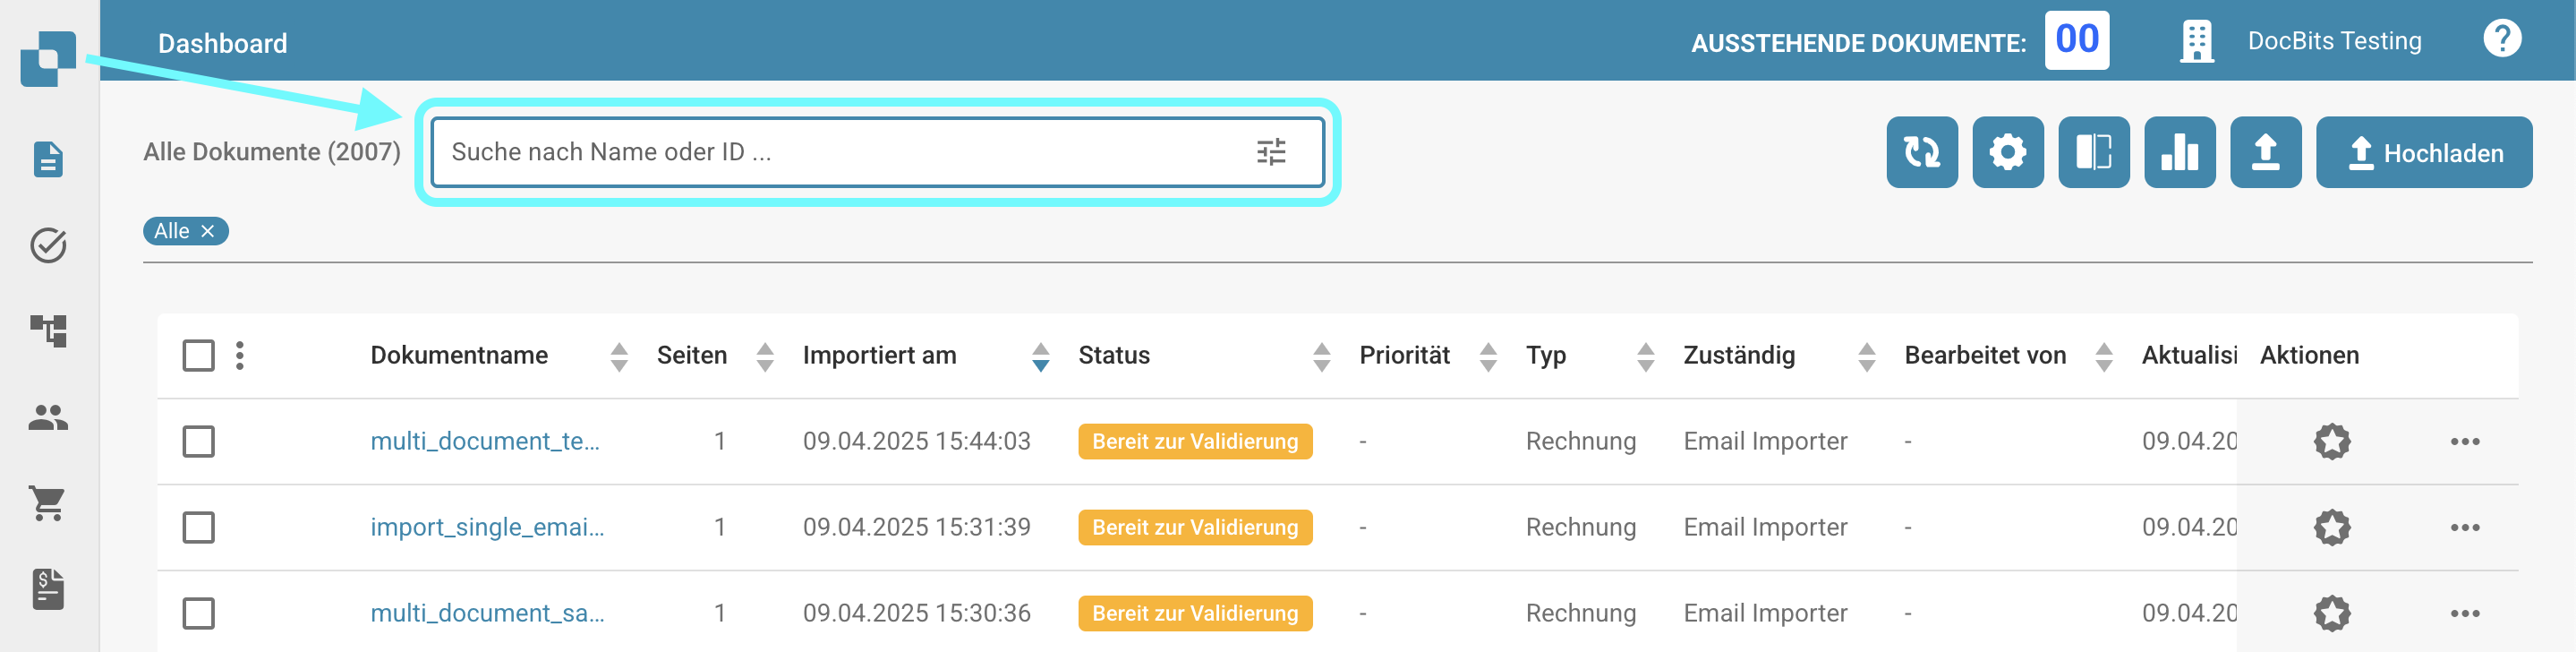 Dashboard
AUSSTEHENDE DOKUMENTE: 00
DocBits Testing
Alle Dokumente (2007)
Suche nach Name oder ID ...
Hochladen
Alle
Dokumentname Seiten Importiert am Status Priorität Typ Zuständig Bearbeitet von Aktualisi Aktionen
multi_document_te... 1 09.04.2025 15:44:03 Bereit zur Validierung - Rechnung Email Importer - 09.04.20
import_single_emai... 1 09.04.2025 15:31:39 Bereit zur Validierung - Rechnung Email Importer - 09.04.20
multi_document_sa... 1 09.04.2025 15:30:36 Bereit zur Validierung - Rechnung Email Importer - 09.04.20